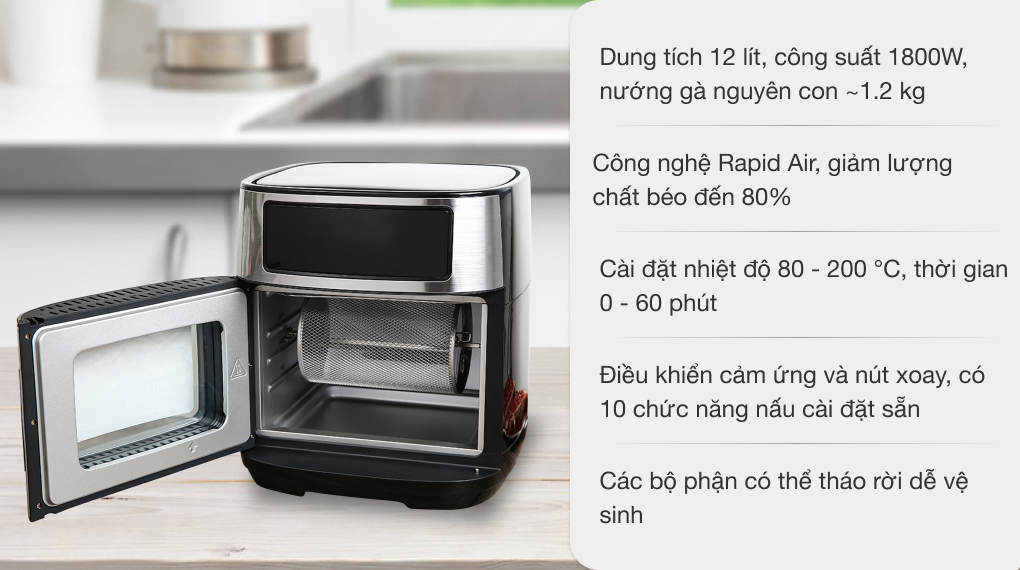 Dung tích 12 lít, công suất 1800W,
nướng gà nguyên con ~1.2 kg
Công nghệ Rapid Air, giảm lượng
chất béo đến 80%
Cài đặt nhiệt độ 80 - 200 °C, thời gian
0 - 60 phút
Điều khiển cảm ứng và nút xoay, có
10 chức năng nấu cài đặt sẵn
Các bộ phận có thể tháo rời dễ vệ
sinh